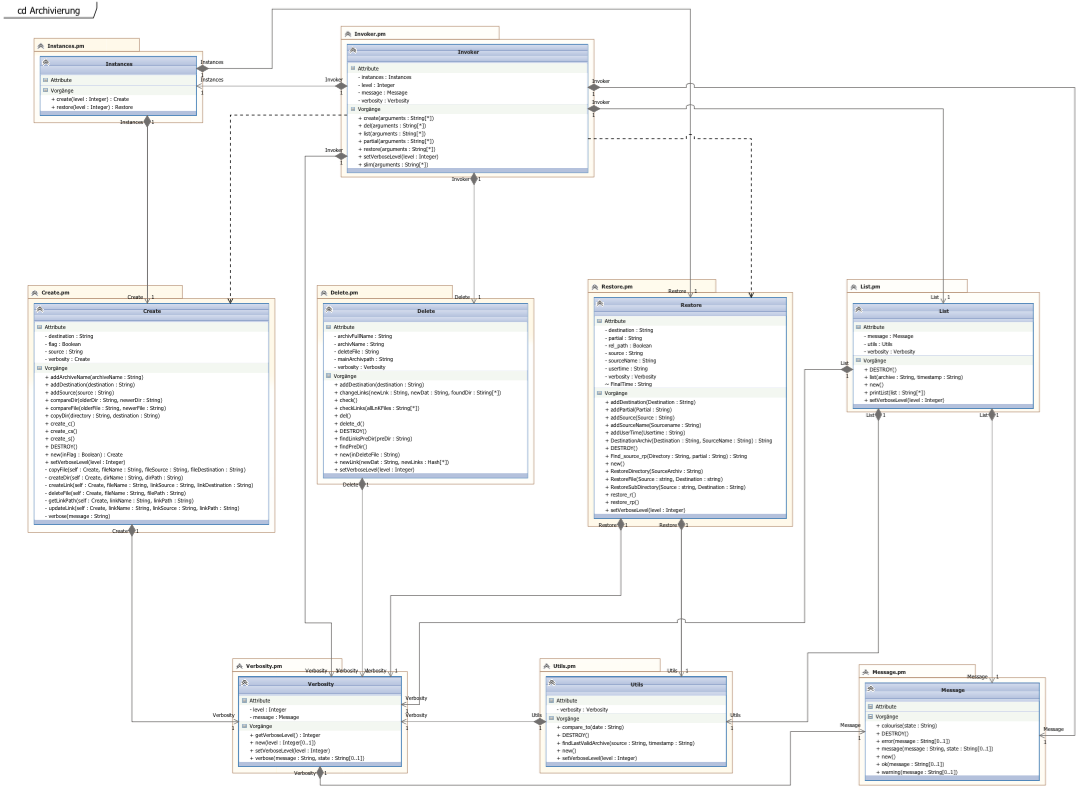 cd Archivierung
Instances.pm
Instances
Attribute
Vorgänge
+ create(level : Integer) : Create
+ restore(level : Integer) : Restore
Instances
1
Instances
1
Instances
1
Invoker.pm
Invoker
Attribute
- instances : Instances
- level : Integer
- message : Message
- verbosity : Verbosity
Vorgänge
+ create(arguments : String[*])
+ del(arguments : String[*])
+ list(arguments : String[*])
+ partial(arguments : String[*])
+ restore(arguments : String[*])
+ setVerboseLevel(level : Integer)
+ slim(arguments : String[*])
Invoker
1
Invoker
1
Invoker
1
Invoker
1
Invoker
1
Create.pm
Create
1
Create
Attribute
- destination : String
- flag : Boolean
- source : String
- verbosity : Create
Vorgänge
+ addArchiveName(archiveName : String)
+ addDestination(destination : String)
+ addSource(source : String)
+ compareDir(olderDir : String, newerDir : String)
+ compareFile(olderFile : String, newerFile : String)
+ copyDir(directory : String, destination : String)
+ create_c()
+ create_cs()
+ create_s()
+ DESTROY()
+ new(inFlag : Boolean) : Create
+ setVerboseLevel(level : Integer)
- copyFile(self : Create, fileName : String, fileSource : String, fileDestination : String)
- createDir(self : Create, dirName : String, dirPath : String)
- createLink(self : Create, fileName : String, linkSource : String, linkDestination : String)
- deleteFile(self : Create, fileName : String, filePath : String)
- getLinkPath(self : Create, linkName : String, linkPath : String)
- updateLink(self : Create, linkName : String, linkSource : String, linkPath : String)
- verbose(message : String)
Create
1
Delete.pm
Delete
1
Delete
Attribute
- archivFullName : String
- archivName : String
- deleteFile : String
- mainArchivpath : String
- verbosity : Verbosity
Vorgänge
+ addDestination(destination : String)
+ changeLinks(newLnk : String, newDat : String, foundDir : String[*])
+ check()
+ checkLinks(allLnKFiles : String[*])
+ del()
+ delete_d()
+ DESTROY()
+ findLinksPreDir(preDir : String)
+ findPreDir()
+ new(inDeleteFile : String)
+ newLink(newDat : String, newLinks : Hash[*])
+ setVerboseLevel(level : Integer)
Delete
1
Restore.pm
Restore
1
Restore
Attribute
- destination : String
- partial : String
- rel_path : Boolean
- source : String
- sourceName : String
- usertime : String
- verbosity : Verbosity
~ FinalTime : String
Vorgänge
+ addDestination(Destination : String)
+ addPartial(Partial : String)
+ addSource(Source : String)
+ addSourceName(Sourcename : String)
+ addUserTime(Usertime : String)
+ DestinationArchiv(Destination : String, SourceName : String) : String
+ DESTROY()
+ Find_source_rp(Directory : String, partial : String) : String
+ new()
+ RestoreDirectory(SourceArchiv : String)
+ RestoreFile(Source : string, Destination : string)
+ RestoreSubDirectory(Source : string, Destination : String)
+ restore_r()
+ restore_rp()
+ setVerboseLevel(level : Integer)
Restore
1
Restore
1
List.pm
List
1
List
Attribute
- message : Message
- utils : Utils
- verbosity : Verbosity
Vorgänge
+ DESTROY()
+ list(archive : String, timestamp : String)
+ new()
+ printList(list : String[*])
+ setVerboseLevel(level : Integer)
List
1
List
1
List
1
Verbosity.pm
Verbosity
1
Verbosity
1
Verbosity
1
Verbosity
Attribute
- level : Integer
- message : Message
Vorgänge
+ getVerboseLevel() : Integer
+ new(level : Integer[0..1])
+ setVerboseLevel(level : Integer)
+ verbose(message : String, state : String[0..1])
Verbosity
1
Verbosity
1
Verbosity
1
Verbosity
1
Utils.pm
Utils
1
Utils
Attribute
- verbosity : Verbosity
Vorgänge
+ compare_to(date : String)
+ DESTROY()
+ findLastValidArchive(source : String, timestamp : String)
+ new()
+ setVerboseLevel(level : Integer)
Utils
1
Utils
1
Message.pm
Message
1
Message
Attribute
Vorgänge
+ colourise(state : String)
+ DESTROY()
+ error(message : String[0..1])
+ message(message : String, state : String[0..1])
+ new()
+ ok(message : String[0..1])
+ warning(message : String[0..1])
Message
1
Message
1